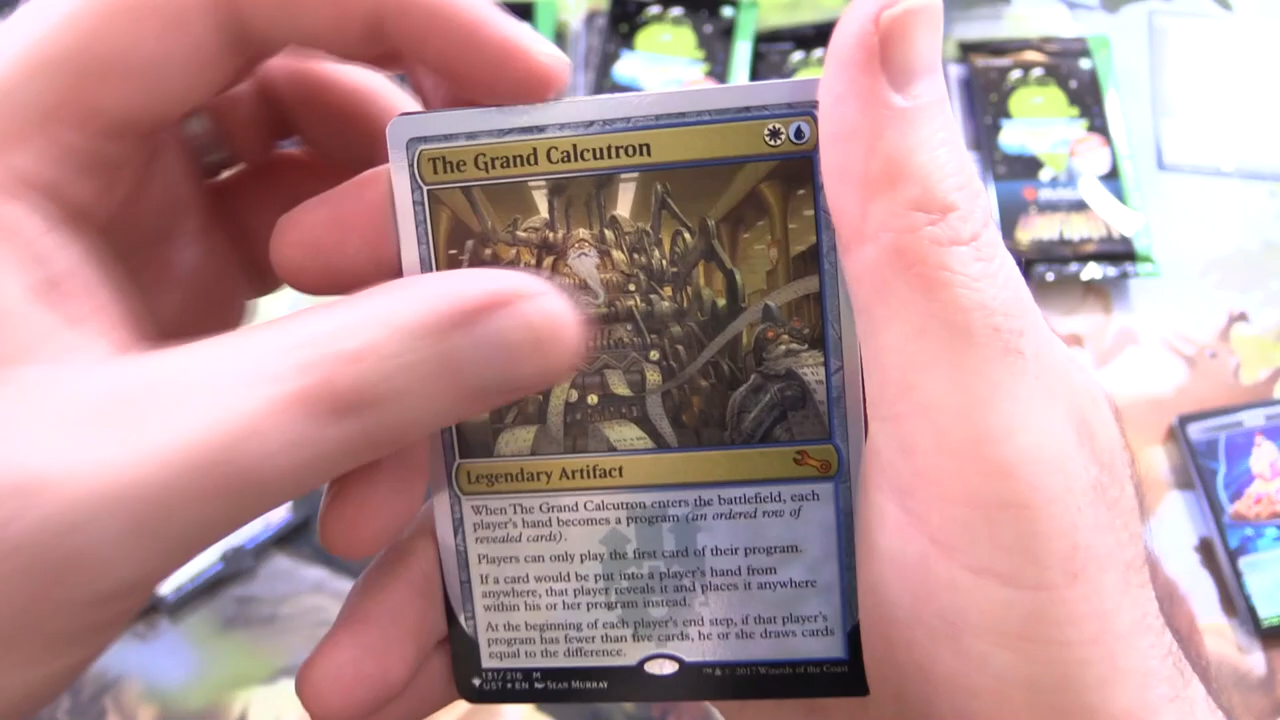 The Grand Calcutron
Legendary Artifact
When The Grand Calcutron enters the battlefield, each
player's hand becomes a program (an ordered row of
revealed cards).
Players can only play the first card of their program.
If a card would be put into a player's hand from
anywhere, that player reveals it and places it anywhere
within his or her program instead.
At the beginning of each player's end step, if that player's
program has fewer than five cards, he or she draws cards
equal to the difference.
131/216 M
UST ★ EN Sean Murray
™ & © 2017 Wizards of the Coast